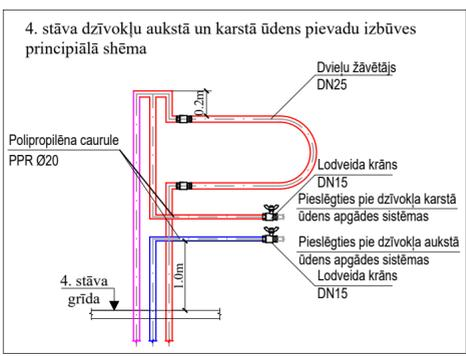 4. stāva dzīvokļu aukstā un karstā ūdens pievadu izbūves
principiālā shēma
Dvieļu žāvētājs
DN25
0.2m
Polipropilēna caurule
PPR Ø20
Lodveida krāns
DN15
Pieslēgties pie dzīvokļa karstā
ūdens apgādes sistēmas
Pieslēgties pie dzīvokļa aukstā
ūdens apgādes sistēmas
Lodveida krāns
DN15
1.0m
4. stāva
grīda